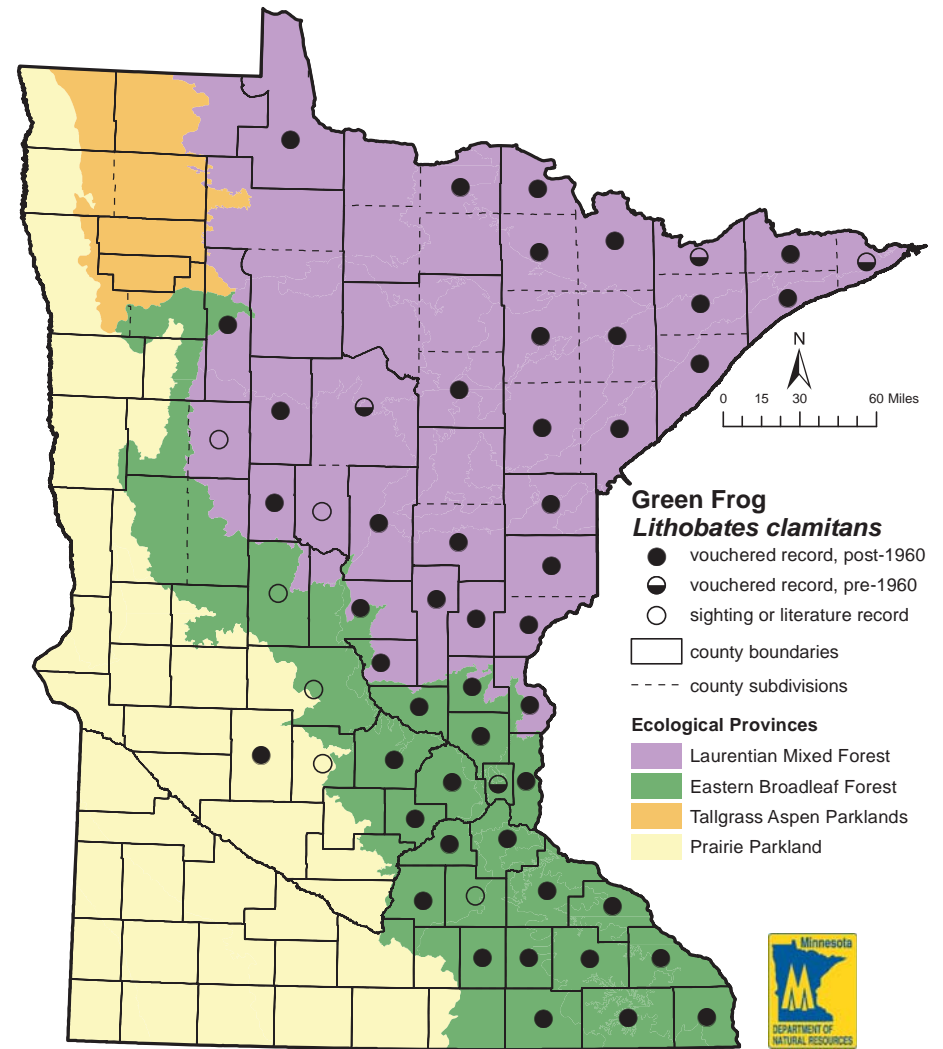 N
0 15 30 60 Miles
Green Frog
Lithobates clamitans
vouchered record, post-1960
vouchered record, pre-1960
sighting or literature record
county boundaries
county subdivisions
Ecological Provinces
Laurentian Mixed Forest
Eastern Broadleaf Forest
Tallgrass Aspen Parklands
Prairie Parkland
Minnesota
M
DEPARTMENT OF
NATURAL RESOURCES